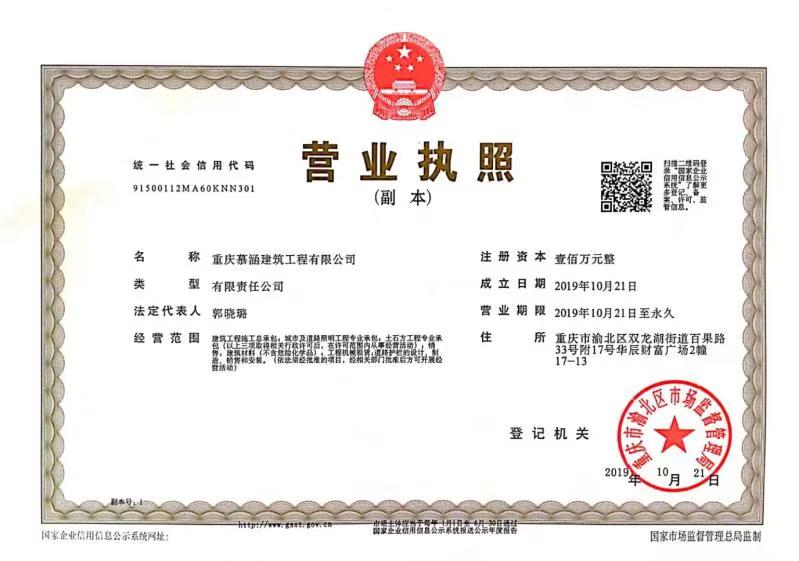 营业执照
(副 本)
统一社会信用代码
91500112MA60KNN301
扫描二维码登
录“国家企业
信用信息公示
系统”了解更
多登记、备
案、许可、监
管信息。
名 称 重庆慕涵建筑工程有限公司
类 型 有限责任公司
法定代表人 郭晓璐
经营范围 建筑工程施工总承包;城市及道路照明工程专业承包;土石方工程专业承
包(以上三项取得相关行政许可后,在许可范围内从事经营活动);销
售:建筑材料(不含危险化学品);工程机械租赁;道路护栏的设计、制
造、销售和安装。(依法须经批准的项目,经相关部门批准后方可开展经
营活动)
注册资本 壹佰万元整
成立日期 2019年10月21日
营业期限 2019年10月21日至永久
住 所 重庆市渝北区双龙湖街道百果路
33号附17号华辰财富广场2幢
17-13
登记机关
重庆市渝北区市场监督管理局
2019年 10月 21日
副本号:1
国家企业信用信息公示系统网址:
http://www.gsxt.gov.cn
市场主体应当于每年1月1日至6月30日通过
国家企业信用信息公示系统报送公示年度报告
国家市场监督管理总局监制